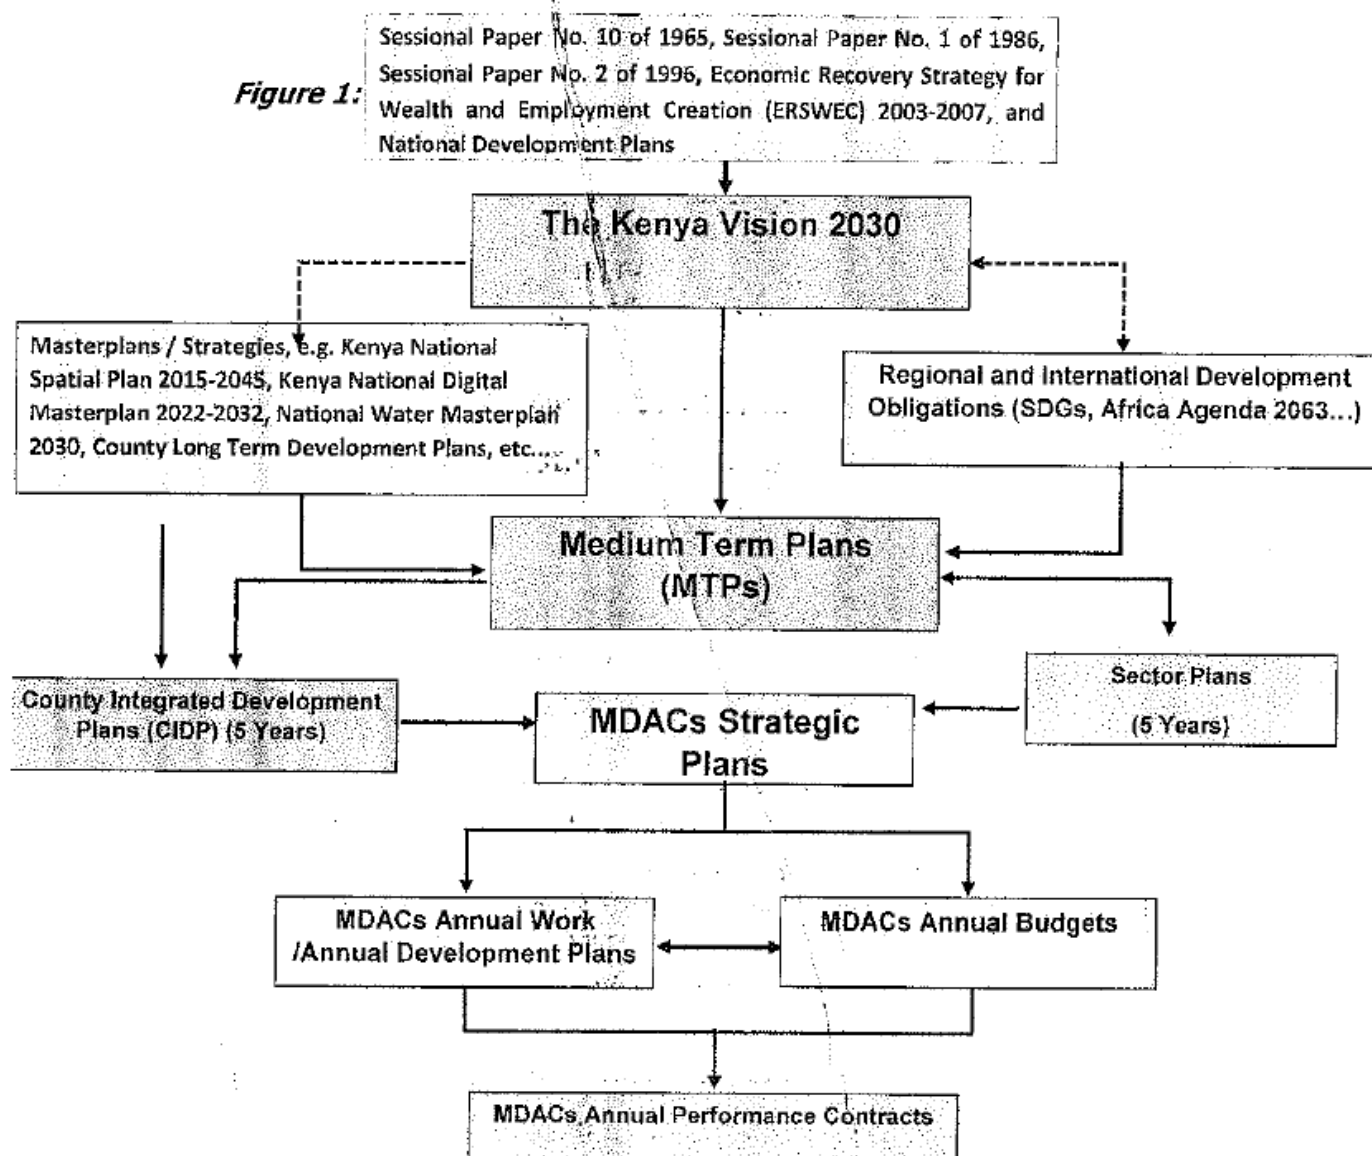 Figure 1:
Sessional Paper No. 10 of 1965, Sessional Paper No. 1 of 1986,
Sessional Paper No. 2 of 1996, Economic Recovery Strategy for
Wealth and Employment Creation (ERSWEC) 2003-2007, and
National Development Plans
The Kenya Vision 2030
Masterplans / Strategies, e.g. Kenya National
Spatial Plan 2015-2045, Kenya National Digital
Masterplan 2022-2032, National Water Masterplan
2030, County Long Term Development Plans, etc...
Regional and International Development
Obligations (SDGs, Africa Agenda 2063...)
Medium Term Plans
(MTPs)
County Integrated Development
Plans (CIDP) (5 Years)
MDACs Strategic
Plans
Sector Plans
(5 Years)
MDACs Annual Work
/Annual Development Plans
MDACs Annual Budgets
MDACs Annual Performance Contracts